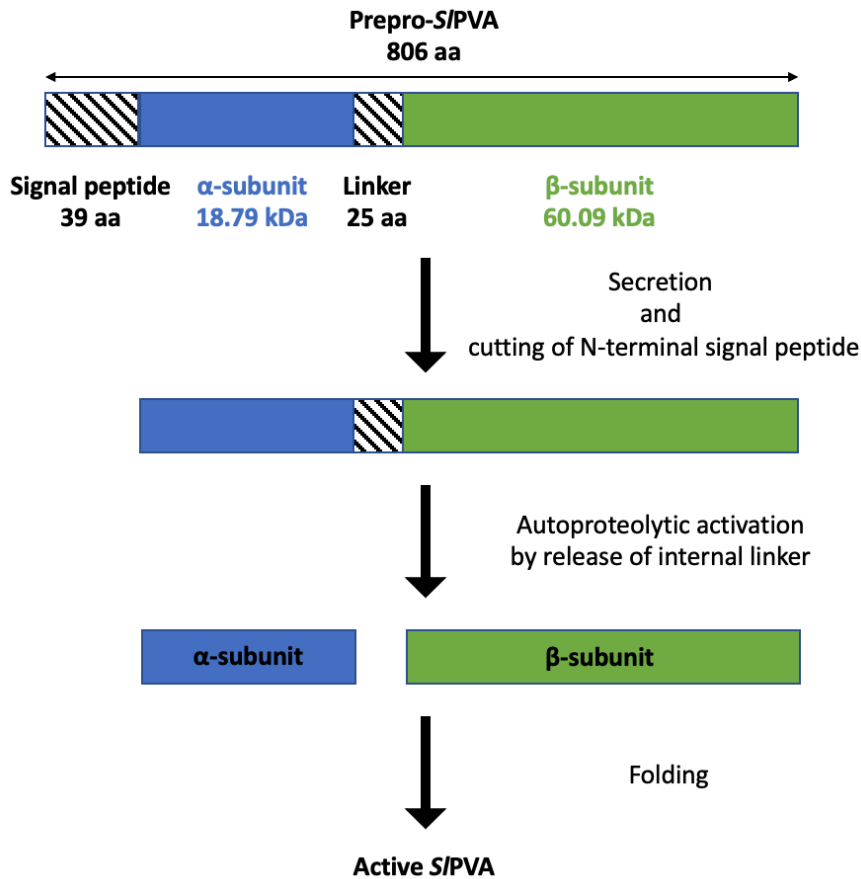 Prepro-SlPVA
806 aa
Signal peptide
39 aa
α-subunit
18.79 kDa
Linker
25 aa
β-subunit
60.09 kDa
Secretion
and
cutting of N-terminal signal peptide
Autoproteolytic activation
by release of internal linker
α-subunit
β-subunit
Folding
Active SlPVA